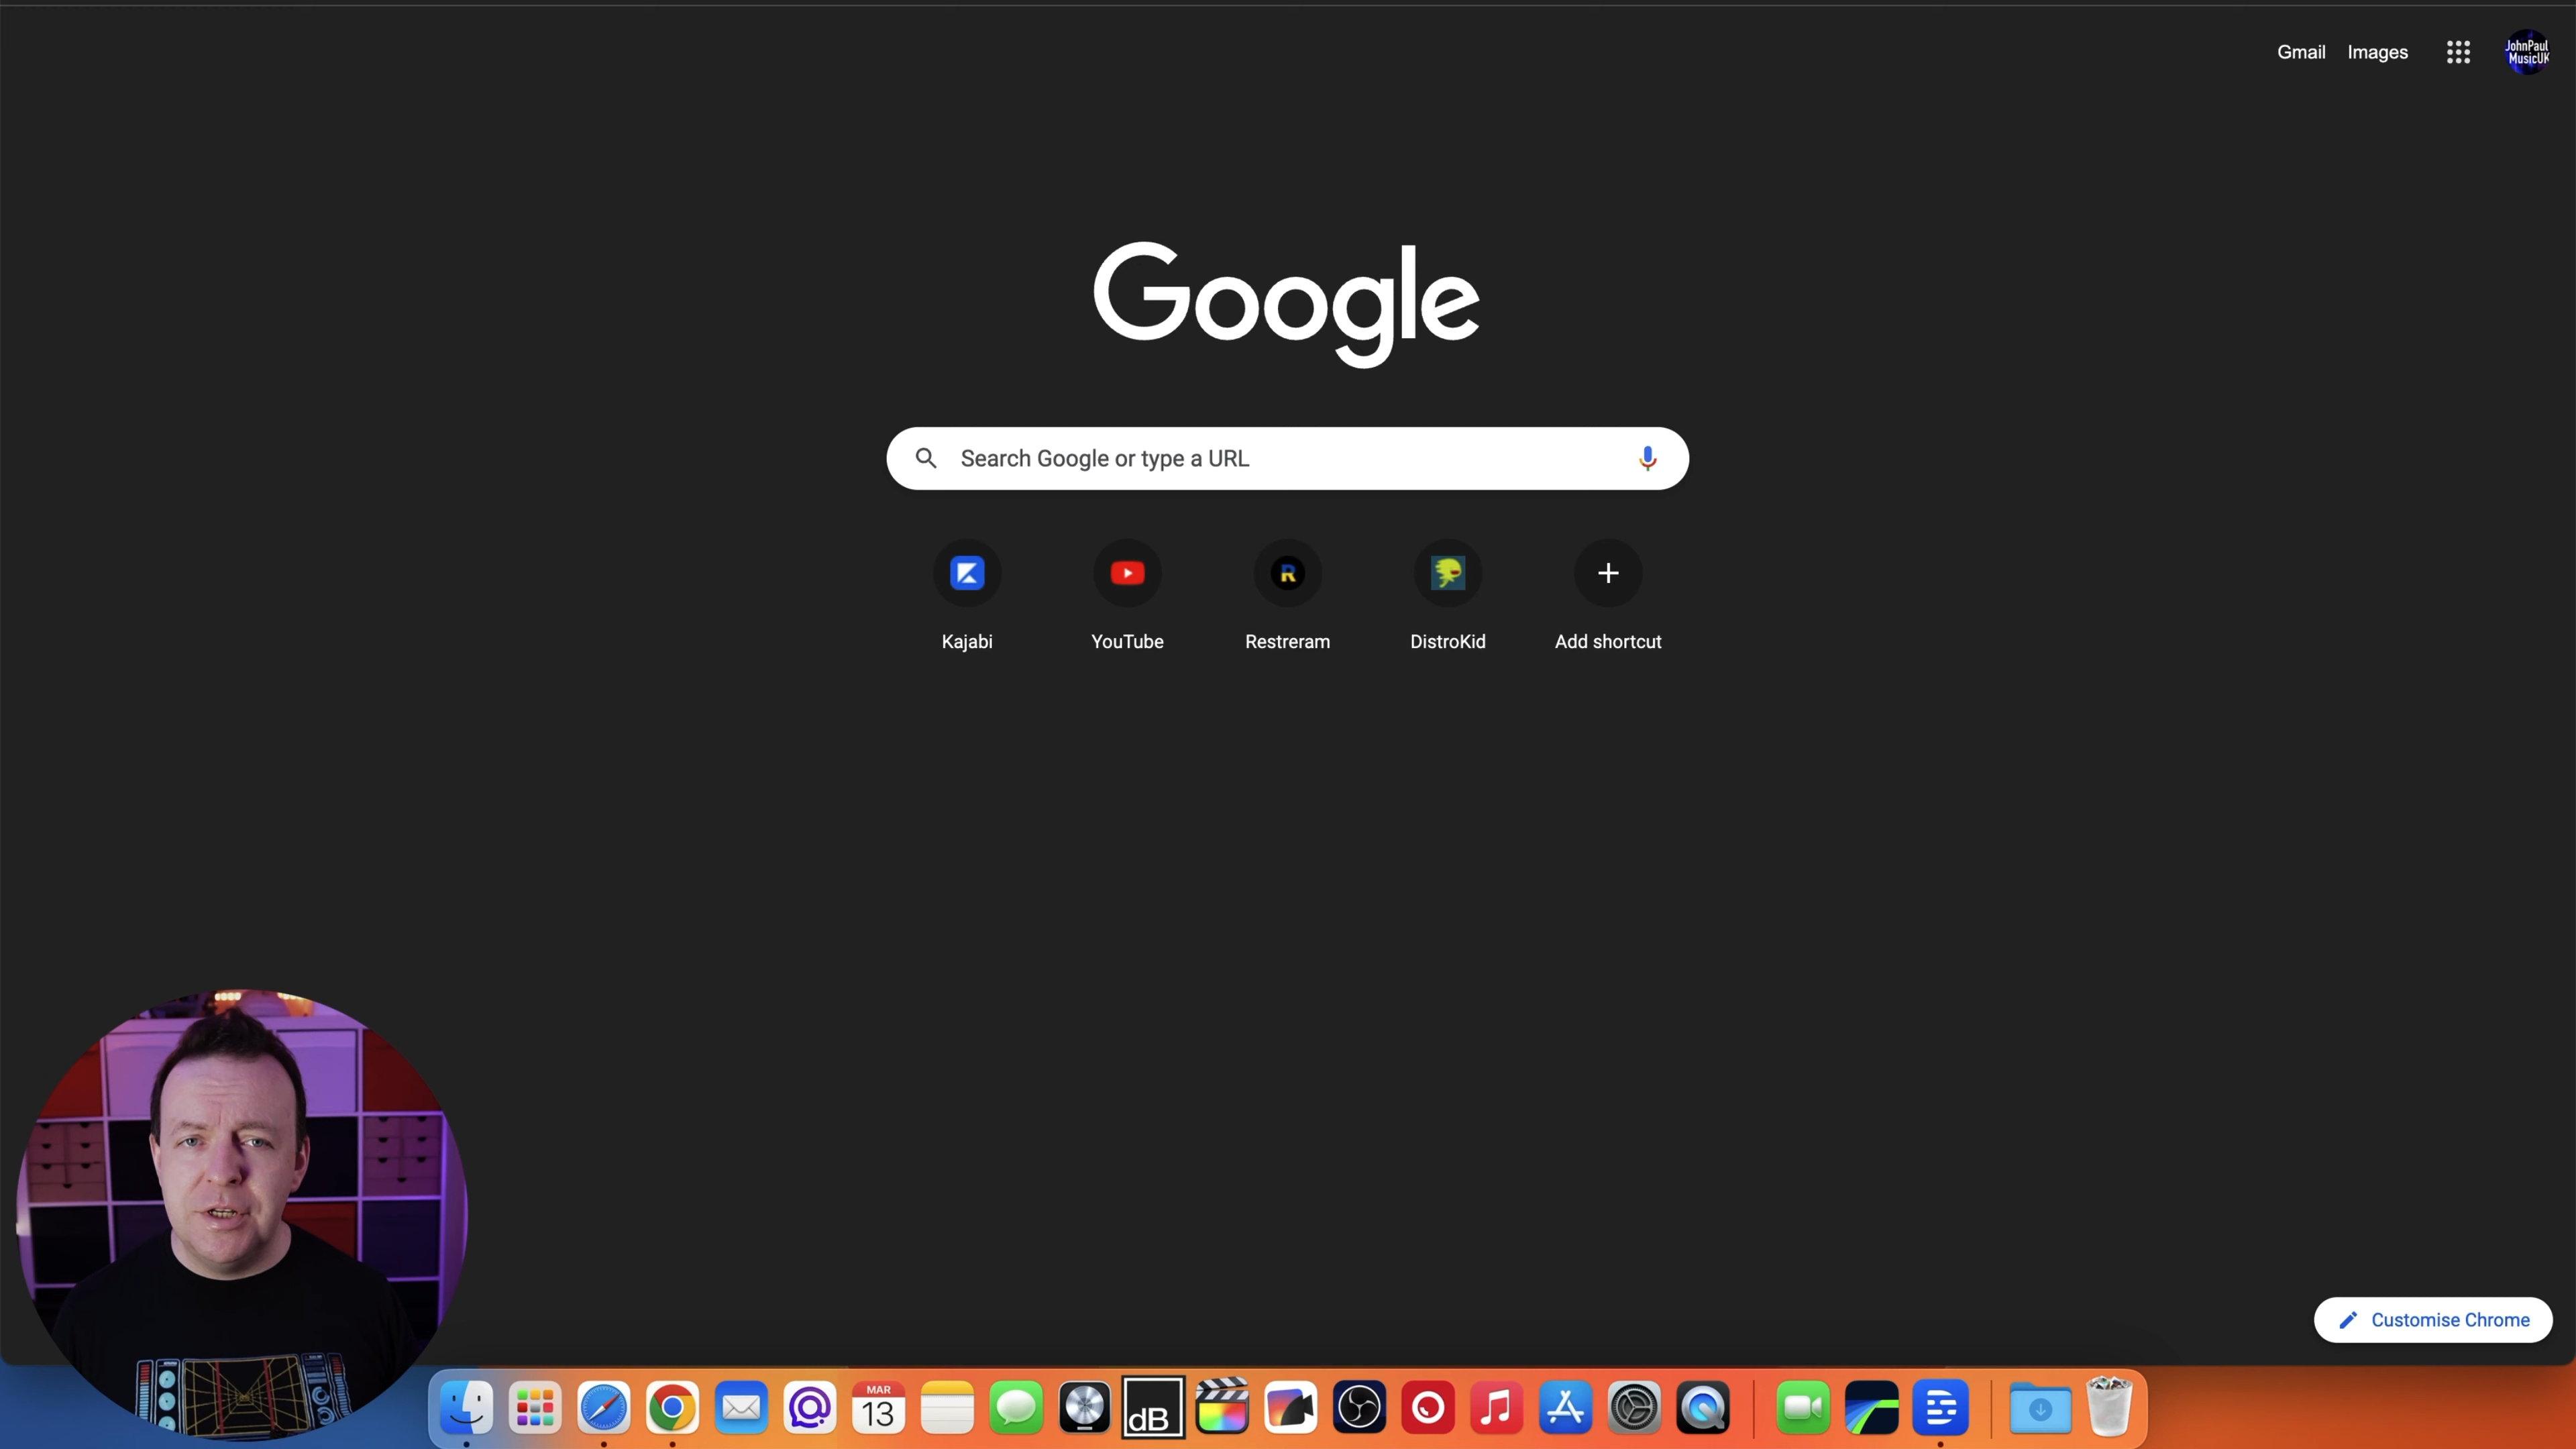 Gmail Images
JohnPaul
MusicUK
Google
Search Google or type a URL
Kajabi YouTube Restreram DistroKid Add shortcut
Customise Chrome
MAR
13
dB